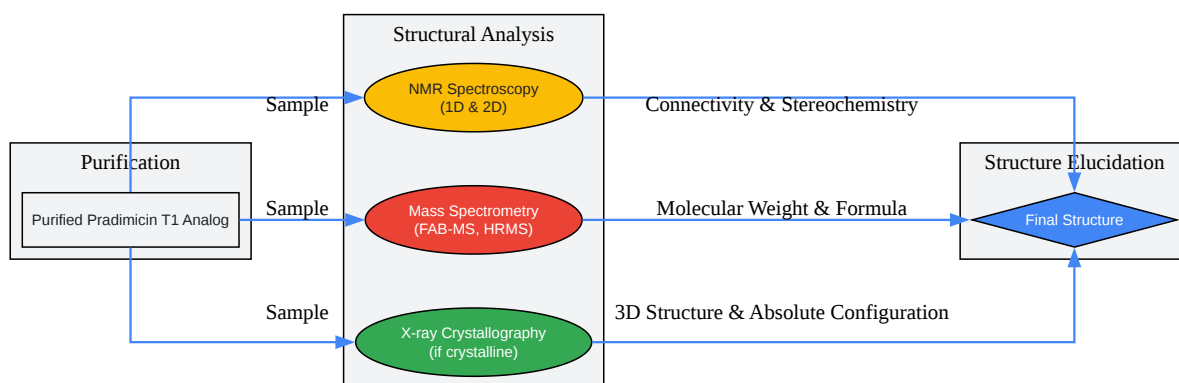 Structural Analysis
NMR Spectroscopy
(1D & 2D)
Sample
Connectivity & Stereochemistry
Purification
Structure Elucidation
Purified Pradimicin T1 Analog
Sample
Mass Spectrometry
(FAB-MS, HRMS)
Molecular Weight & Formula
Final Structure
Sample
3D Structure & Absolute Configuration
X-ray Crystallography
(if crystalline)